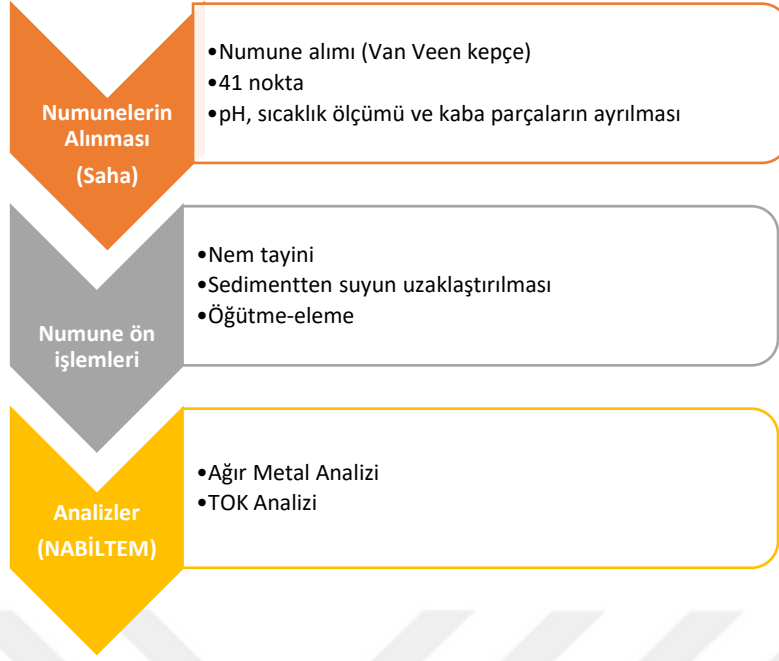 Numunelerin
Alınması
(Saha)
•Numune alımı (Van Veen kepçe)
•41 nokta
•pH, sıcaklık ölçümü ve kaba parçaların ayrılması
Numune ön
işlemleri
•Nem tayini
•Sedimentten suyun uzaklaştırılması
•Öğütme-eleme
Analizler
(NABİLTEM)
•Ağır Metal Analizi
•TOK Analizi